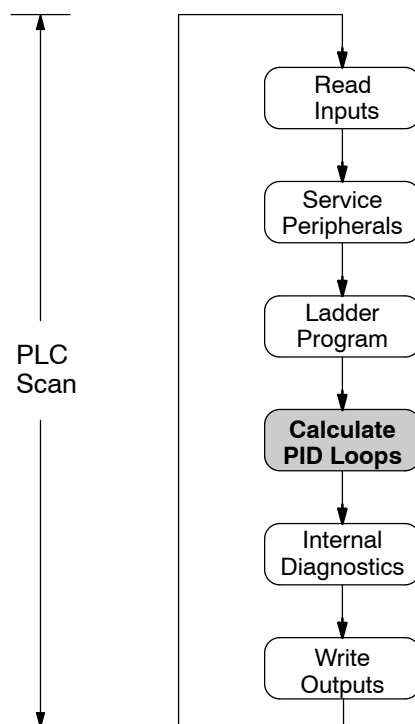 Read
Inputs
Service
Peripherals
Ladder
Program
PLC
Scan
Calculate
PID Loops
Internal
Diagnostics
Write
Outputs